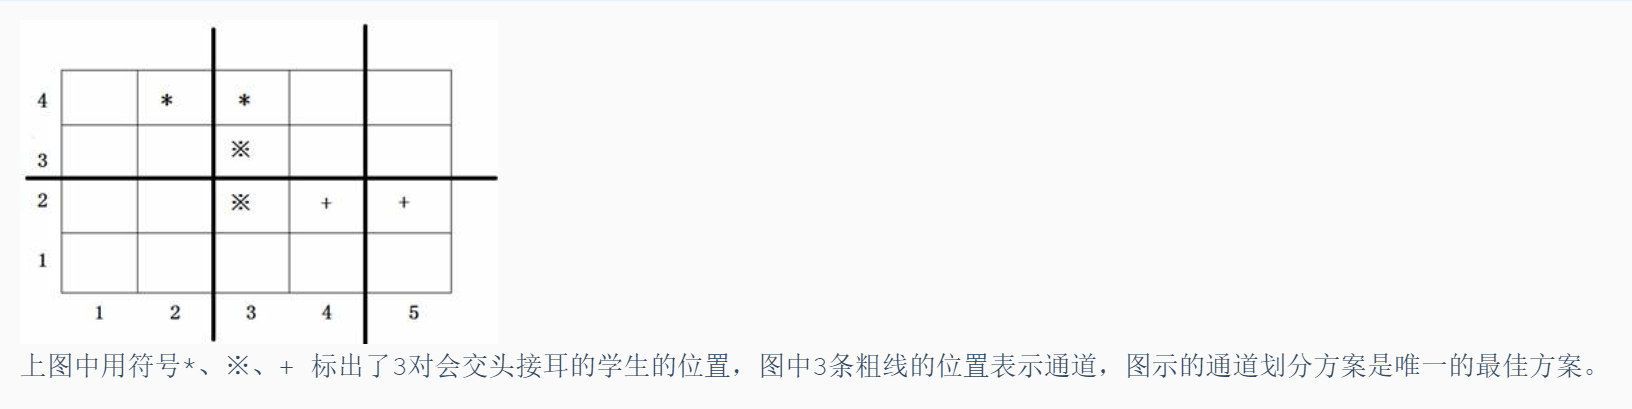 4 * *
3 ※
2 ※ + +
1
1 2 3 4 5
上图中用符号*、※、+ 标出了3对会交头接耳的学生的位置，图中3条粗线的位置表示通道，图示的通道划分方案是唯一的最佳方案。